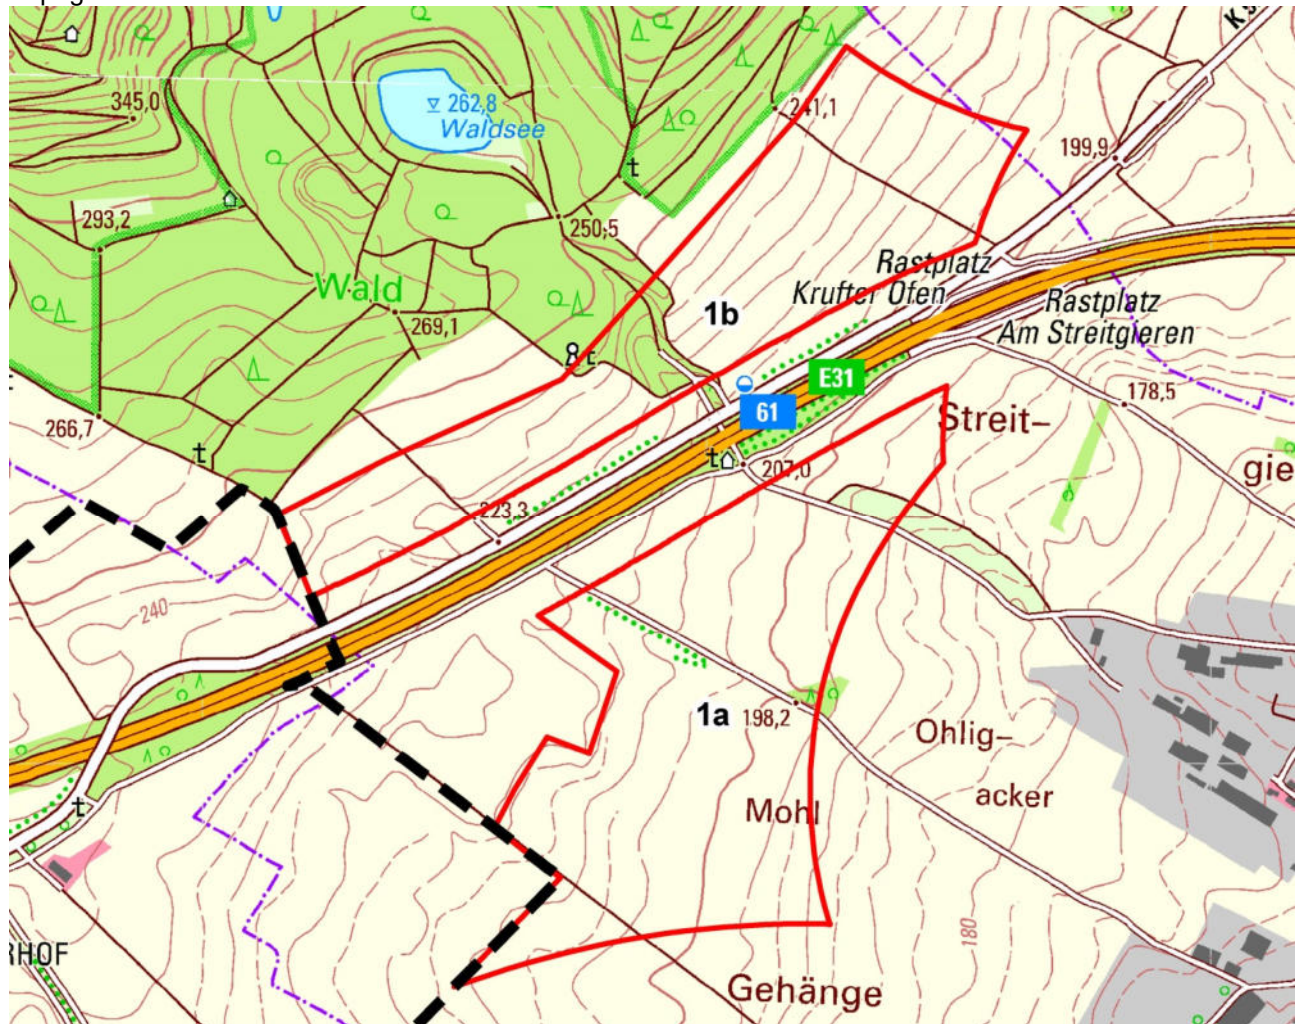 345,0
262,8
Waldsee
241,1
199,9
293,2
250,5
Rastplatz
Krufter Ofen
Wald
269,1
1b
Rastplatz
Am Streitgieren
E31
61
178,5
266,7
Streit–
t
t
t
t
t
207,0
gie
223,3
240
1a
198,2
Ohlig–
acker
Mohl
180
RHOF
Gehänge